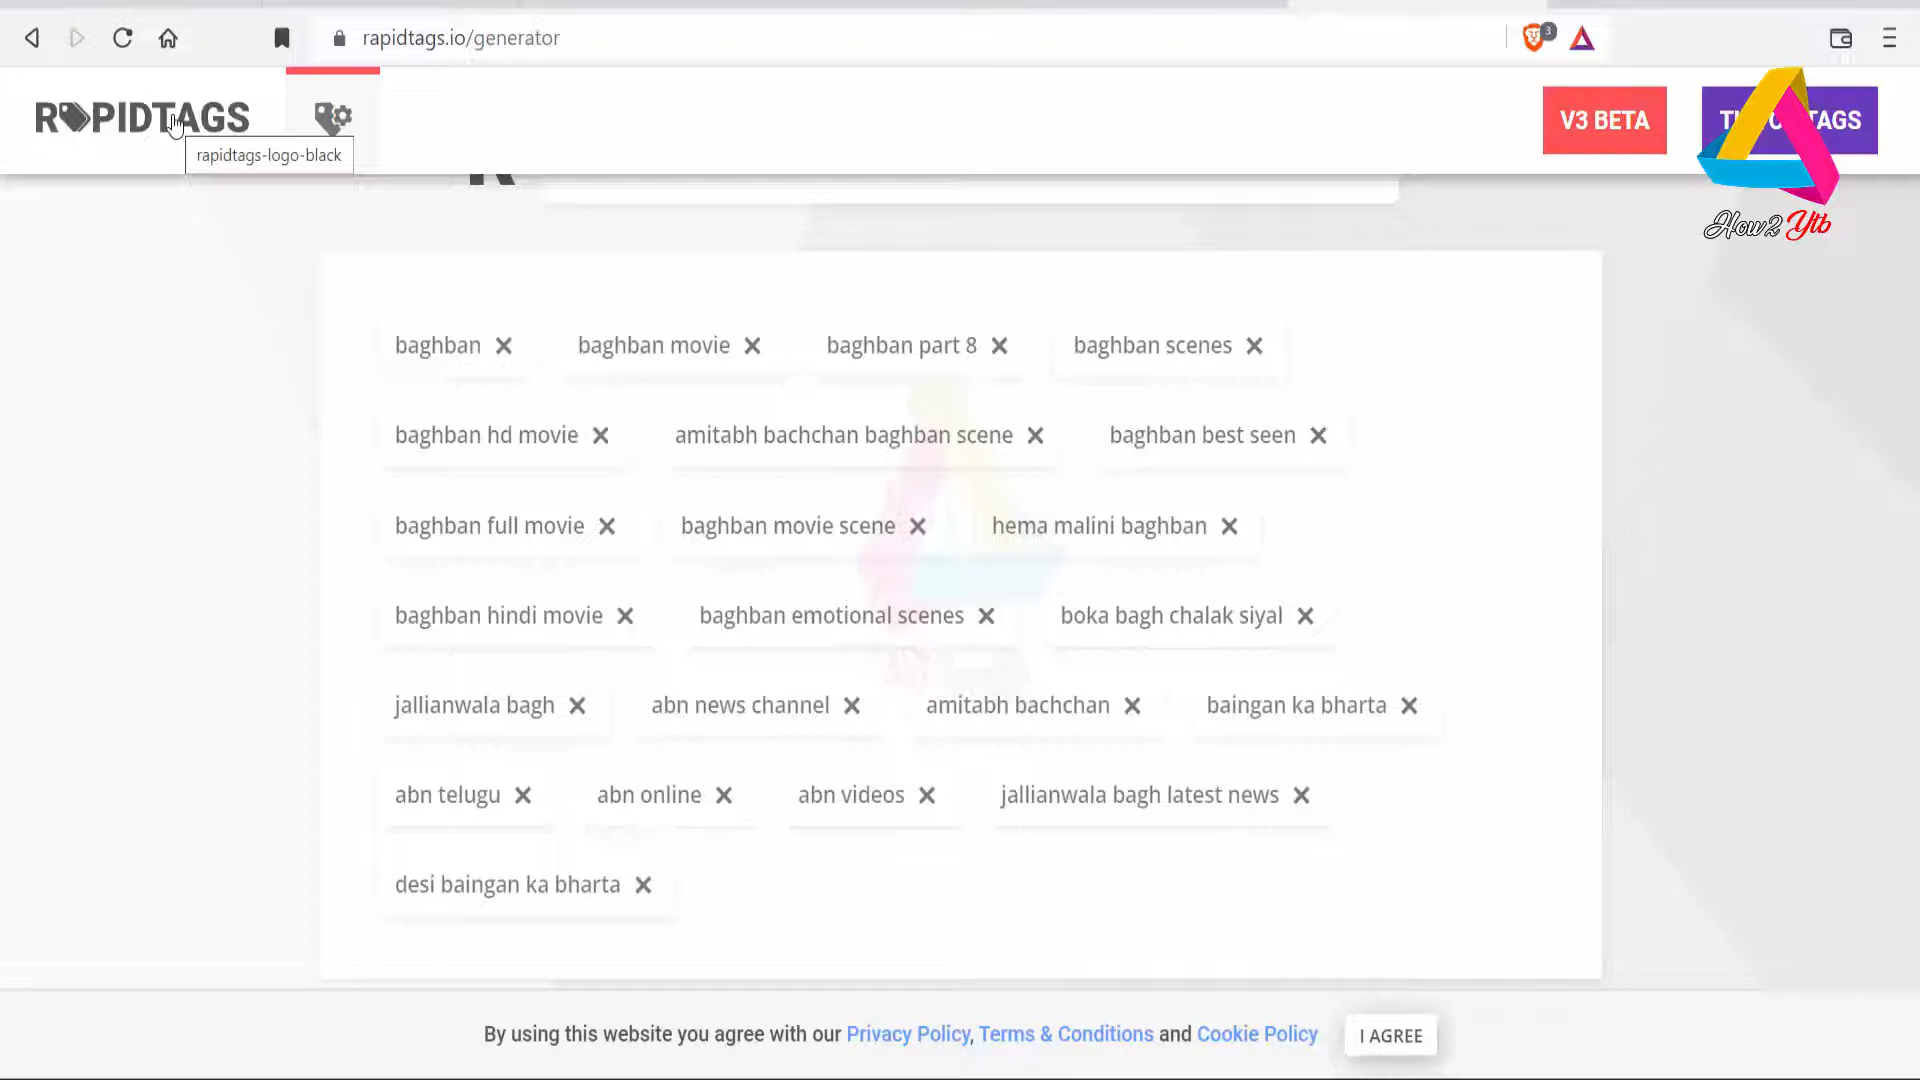 rapidtags.io/generator
3
RAPIDTAGS
V3 BETA
TAGS
rapidtags-logo-black
How2 Ytb
baghban baghban movie baghban part 8 baghban scenes
baghban hd movie amitabh bachchan baghban scene baghban best seen
baghban full movie baghban movie scene hema malini baghban
baghban hindi movie baghban emotional scenes boka bagh chalak siyal
jallianwala bagh abn news channel amitabh bachchan baingan ka bharta
abn telugu abn online abn videos jallianwala bagh latest news
desi baingan ka bharta
By using this website you agree with our Privacy Policy, Terms & Conditions and Cookie Policy I AGREE